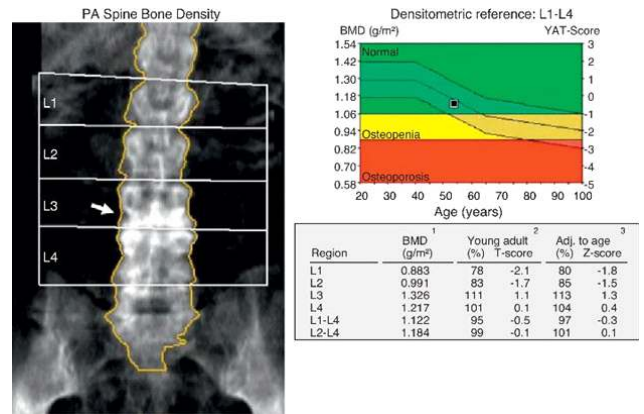 PA Spine Bone Density
L1
L2
L3
L4
Densitometric reference: L1-L4
BMD (g/m²) YAT-Score
1.54 3
Normal
1.42 2
1.30 1
1.18 0
1.06 -1
0.94 -2
Osteopenia
0.82 -3
0.70 -4
Osteoporosis
0.58 -5
20 30 40 50 60 70 80 90 100
Age (years)
1 2 3
BMD Young adult Adj. to age
Region (g/m²) (%) T-score (%) Z-score
L1 0.883 78 -2.1 80 -1.8
L2 0.991 83 -1.7 85 -1.5
L3 1.326 111 1.1 113 1.3
L4 1.217 101 0.1 104 0.4
L1-L4 1.122 95 -0.5 97 -0.3
L2-L4 1.184 99 -0.1 101 0.1